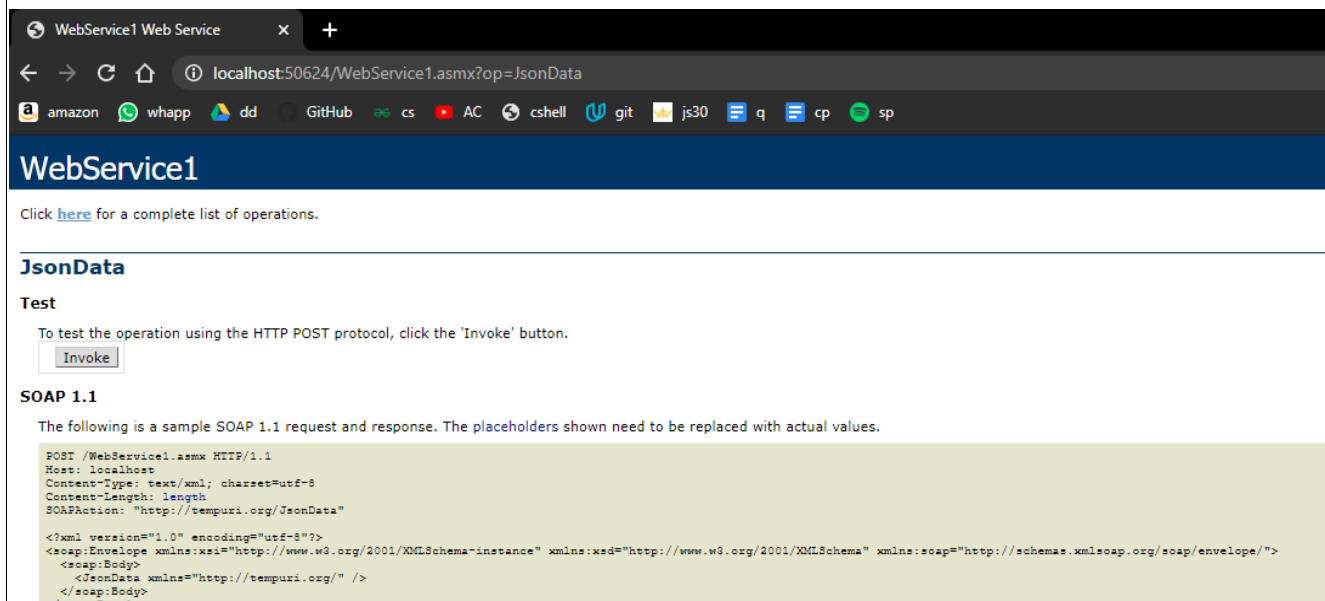 WebService1 Web Service
localhost:50624/WebService1.asmx?op=JsonData
amazon whapp dd GitHub cs AC cshell git js30 q cp sp
WebService1
Click here for a complete list of operations.
JsonData
Test
To test the operation using the HTTP POST protocol, click the 'Invoke' button.
Invoke
SOAP 1.1
The following is a sample SOAP 1.1 request and response. The placeholders shown need to be replaced with actual values.
POST /WebService1.asmx HTTP/1.1
Host: localhost
Content-Type: text/xml; charset=utf-8
Content-Length: length
SOAPAction: "http://tempuri.org/JsonData"
<?xml version="1.0" encoding="utf-8"?>
<soap:Envelope xmlns:xsi="http://www.w3.org/2001/XMLSchema-instance" xmlns:xsd="http://www.w3.org/2001/XMLSchema" xmlns:soap="http://schemas.xmlsoap.org/soap/envelope/">
<soap:Body>
<JsonData xmlns="http://tempuri.org/" />
</soap:Body>